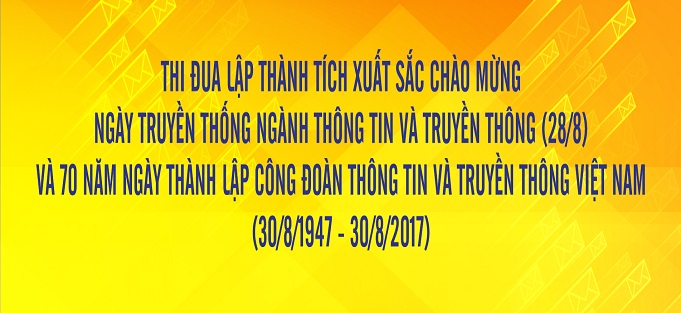 THI ĐUA LẬP THÀNH TÍCH XUẤT SẮC CHÀO MỪNG
NGÀY TRUYỀN THỐNG NGÀNH THÔNG TIN VÀ TRUYỀN THÔNG (28/8)
VÀ 70 NĂM NGÀY THÀNH LẬP CÔNG ĐOÀN THÔNG TIN VÀ TRUYỀN THÔNG VIỆT NAM
(30/8/1947 - 30/8/2017)